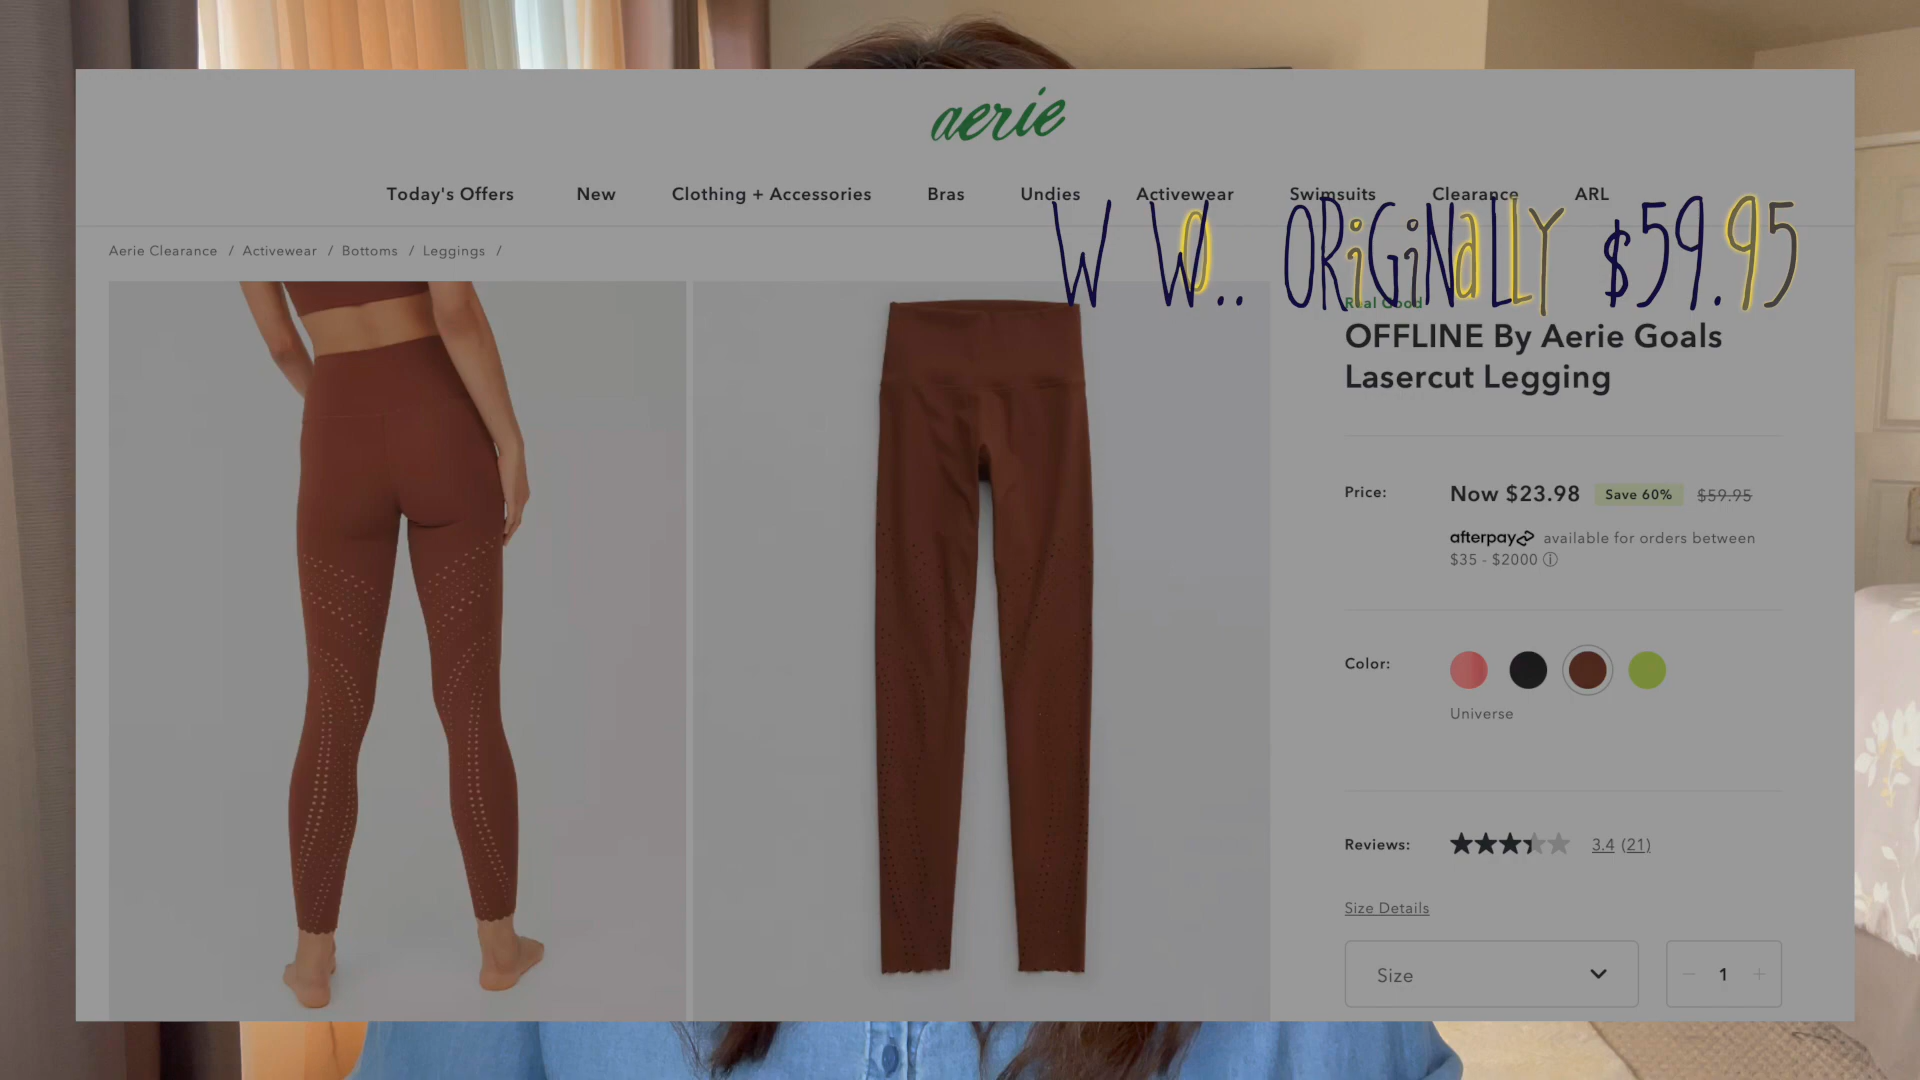 aerie
Today's Offers New Clothing + Accessories Bras Undies Activewear Swimsuits Clearance ARL
Aerie Clearance / Activewear / Bottoms / Leggings /
W W.. ORiGiNaLLY $59.95
Real Good
OFFLINE By Aerie Goals
Lasercut Legging
Price: Now $23.98 Save 60% $59.95
afterpay available for orders between
$35 - $2000
Color:
Universe
Reviews: 3.4 (21)
Size Details
Size
1